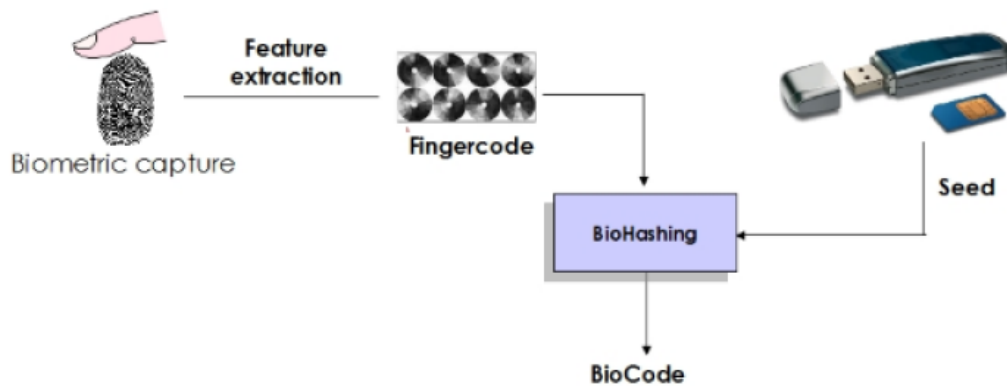 Feature
extraction
Fingercode
Biometric capture
Seed
BioHashing
BioCode